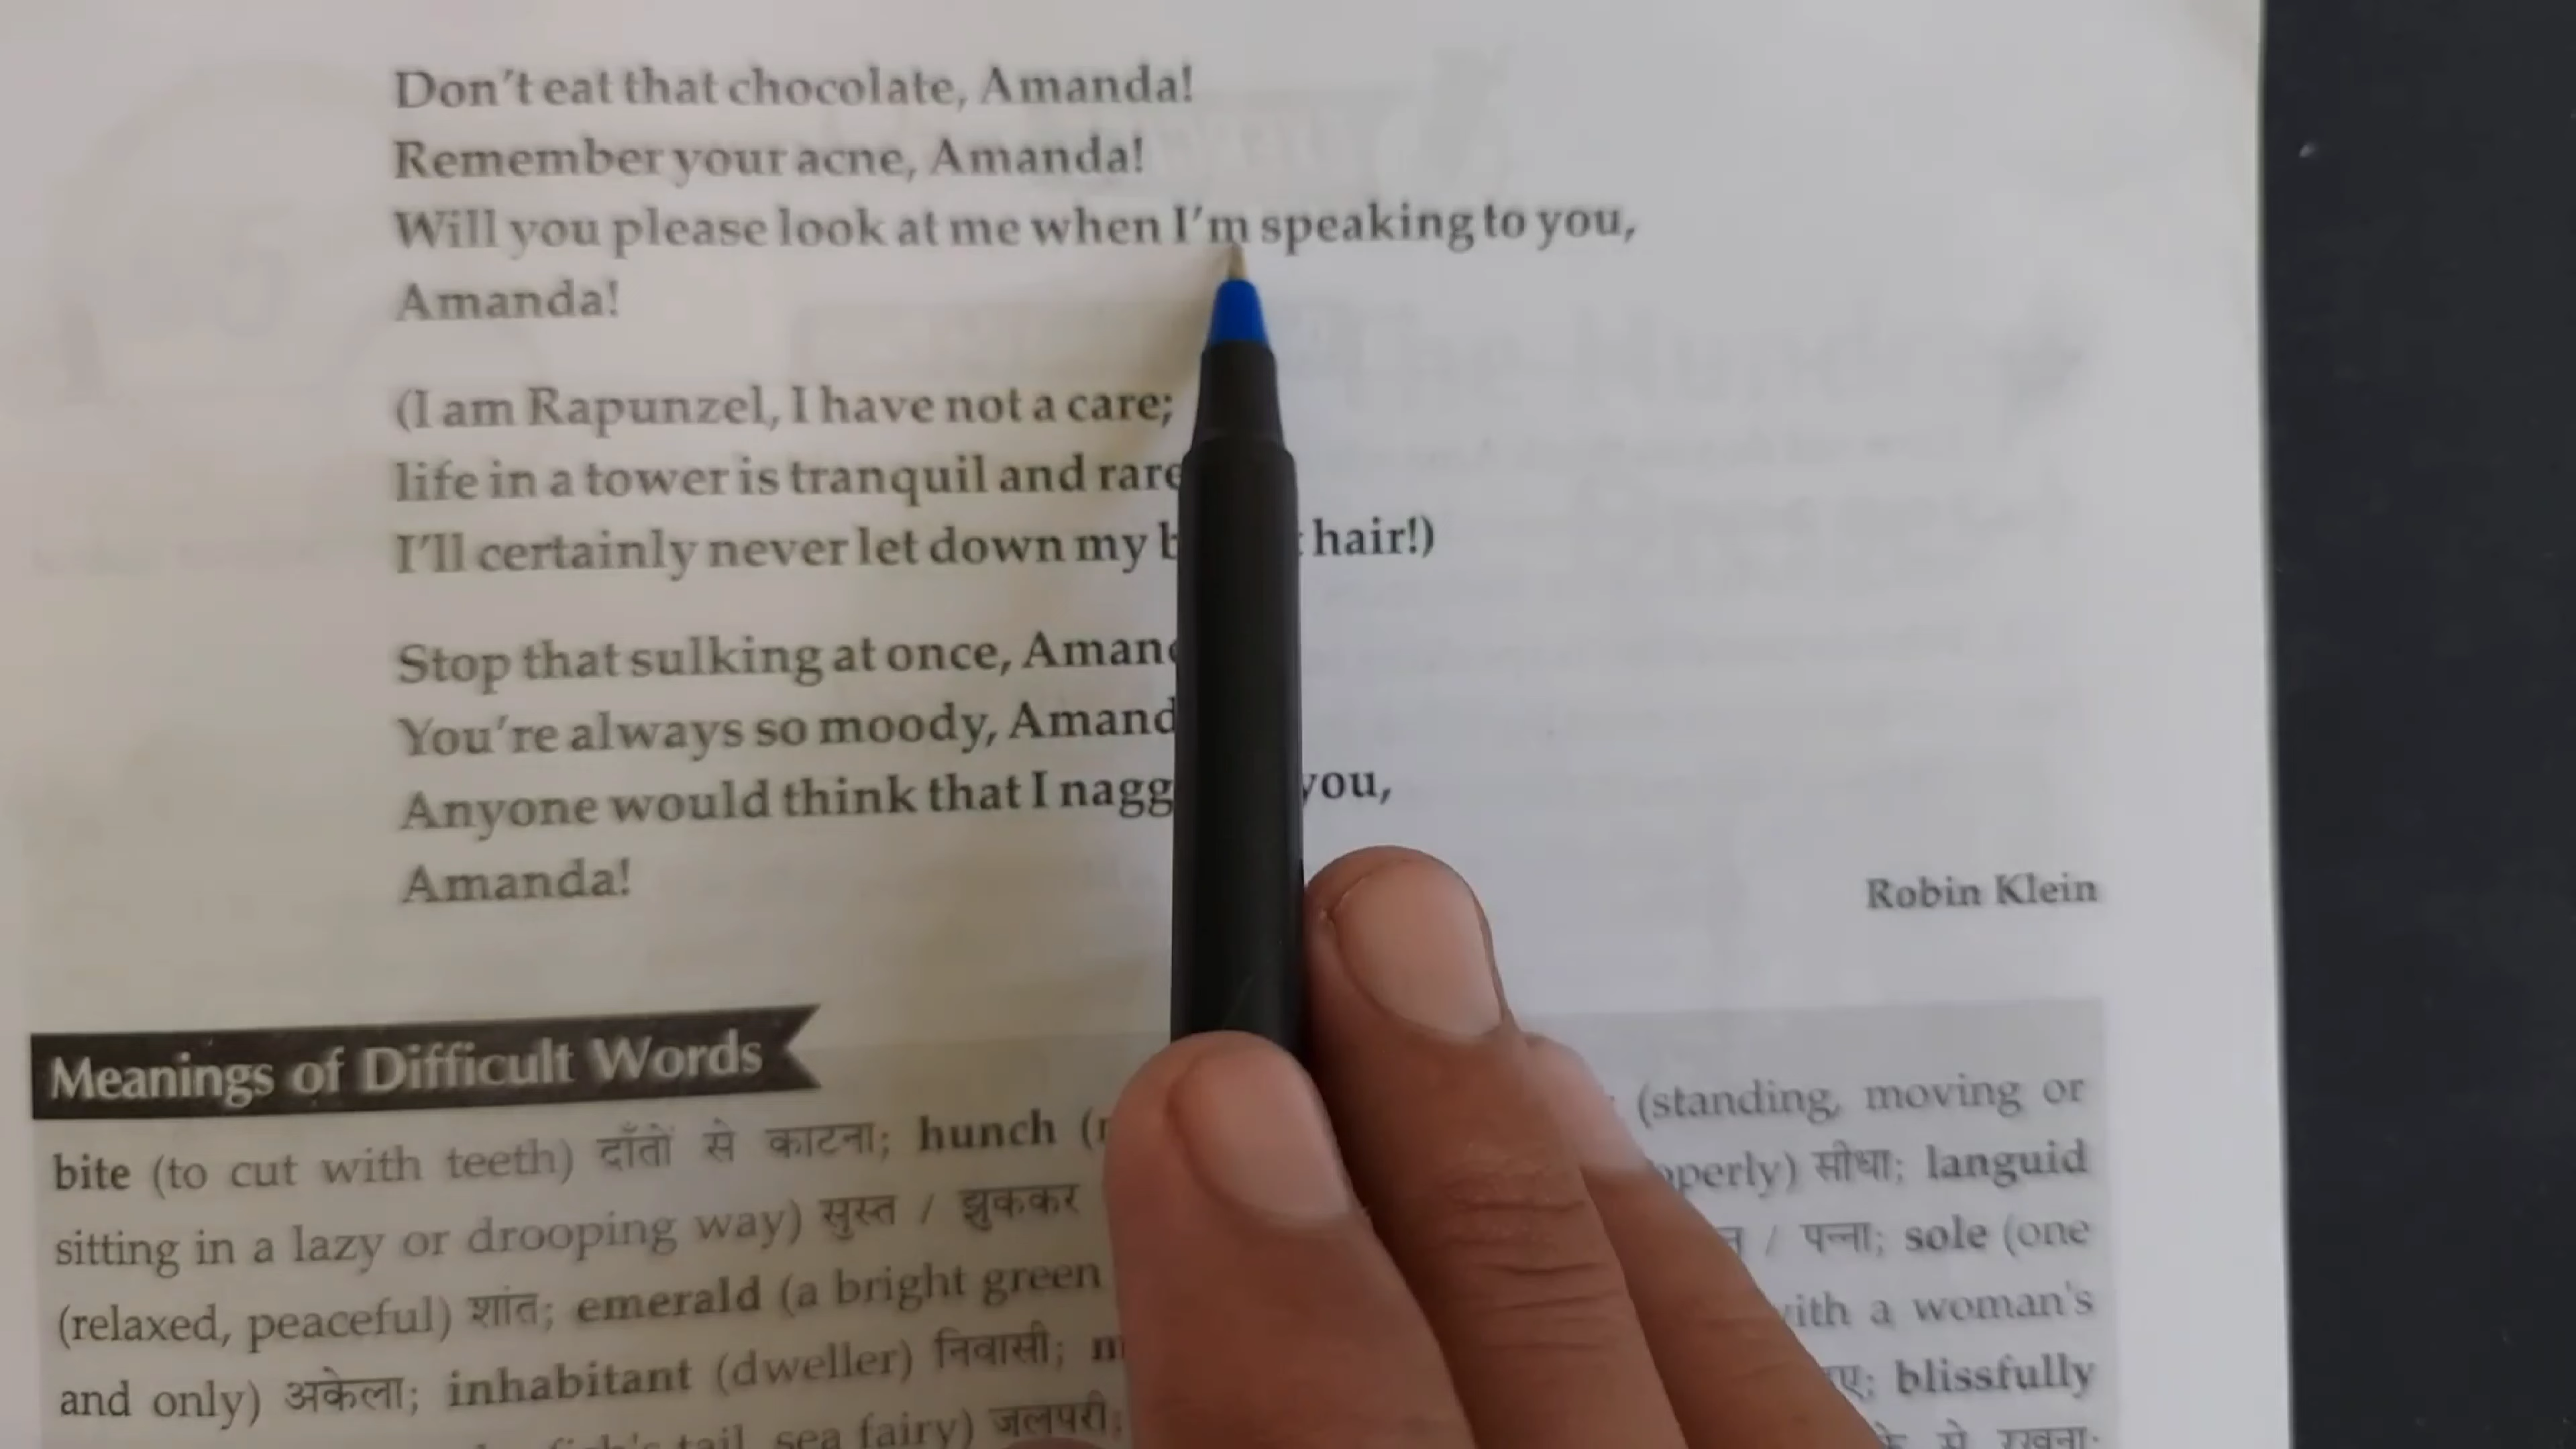 Don't eat that chocolate, Amanda!
Remember your acne, Amanda!
Will you please look at me when I'm speaking to you,
Amanda!
(I am Rapunzel, I have not a care;
life in a tower is tranquil and rare
I'll certainly never let down my hair!)
Stop that sulking at once,
You're always so moody,
Anyone would think that I you,
Amanda!
Robin Klein
Meanings of Difficult Words
bite (to cut with teeth) दाँतों से काटना; hunch (standing, moving or
sitting in a lazy or drooping way) सुस्त / झुककर सीधा; languid
(relaxed, peaceful) शांत; emerald (a bright green / पन्ना; sole (one
and only) अकेला; inhabitant (dweller) निवासी; with a woman's
tail, sea fairy) जलपरी; blissfully
से रखना